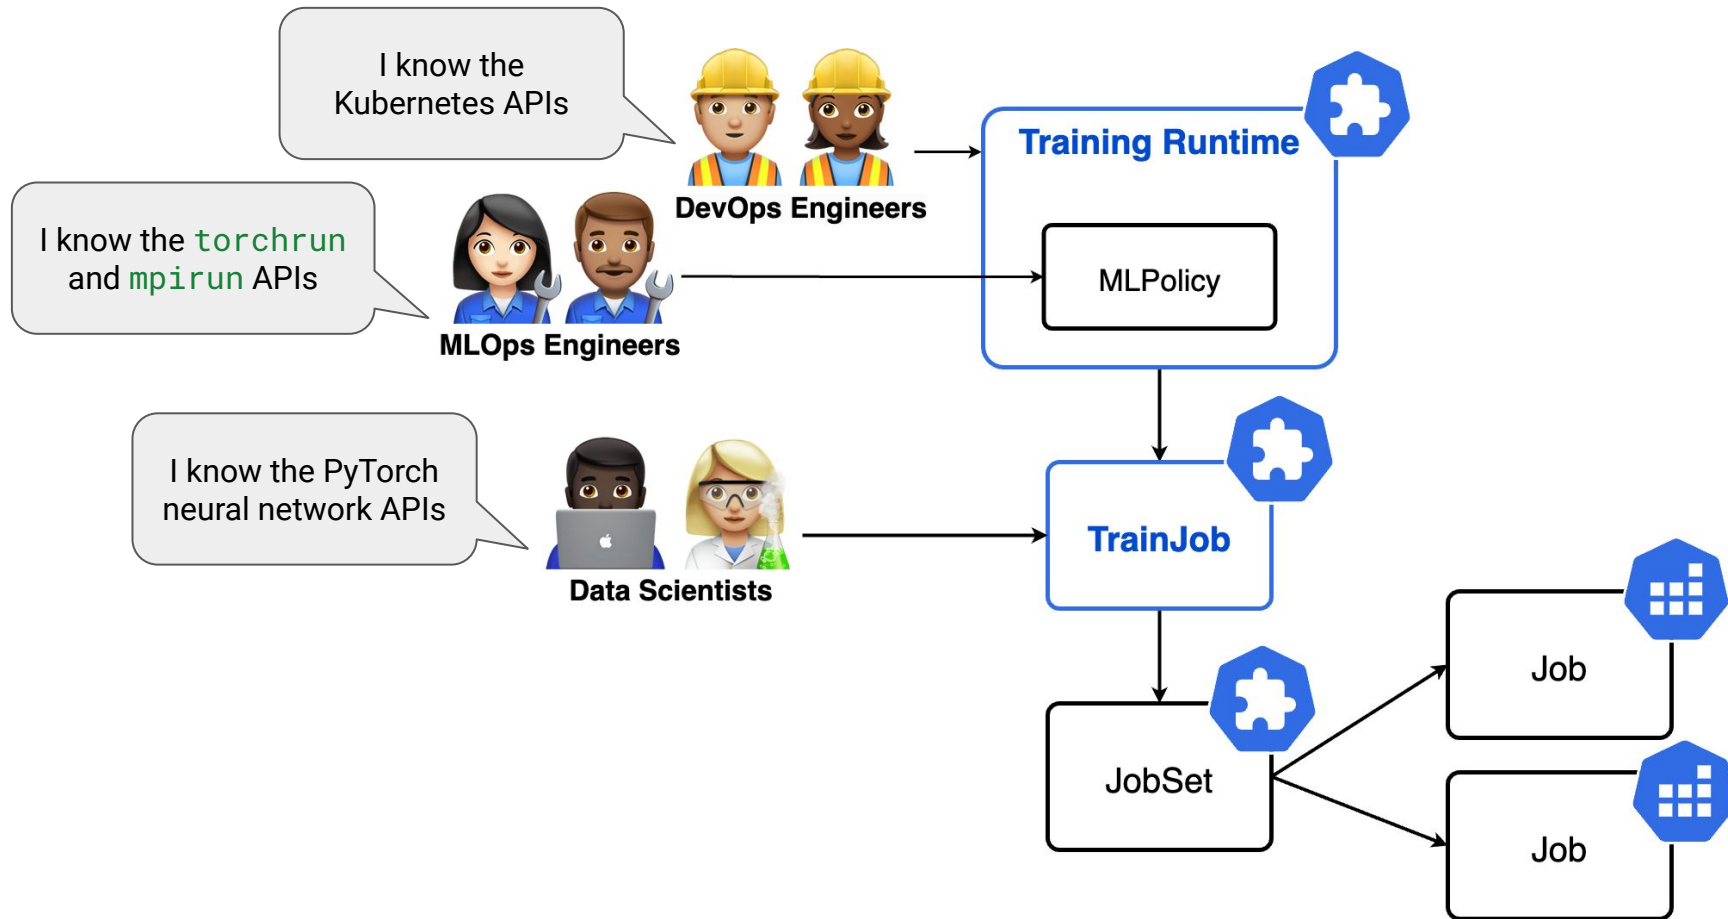 I know the
Kubernetes APIs
DevOps Engineers
Training Runtime
I know the torchrun
and mpirun APIs
MLOps Engineers
MLPolicy
I know the PyTorch
neural network APIs
Data Scientists
TrainJob
JobSet
Job
Job